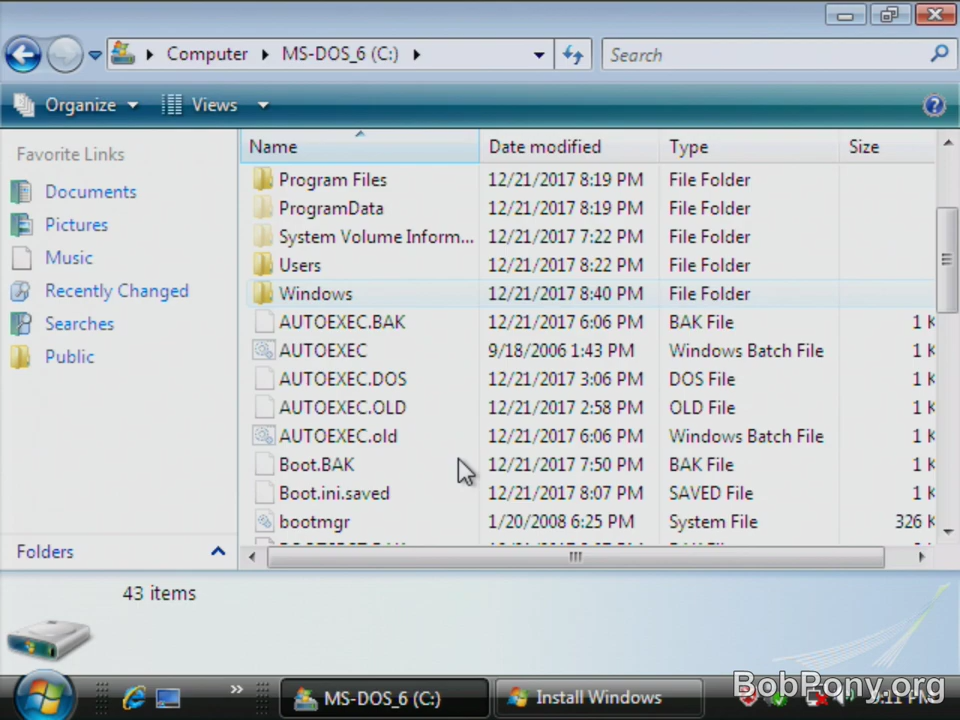 Computer MS-DOS_6 (C:) Search
Organize Views
Favorite Links
Documents
Pictures
Music
Recently Changed
Searches
Public
Folders
Name Date modified Type Size
Program Files 12/21/2017 8:19 PM File Folder
ProgramData 12/21/2017 8:19 PM File Folder
System Volume Inform... 12/21/2017 7:22 PM File Folder
Users 12/21/2017 8:22 PM File Folder
Windows 12/21/2017 8:40 PM File Folder
AUTOEXEC.BAK 12/21/2017 6:06 PM BAK File 1 K
AUTOEXEC 9/18/2006 1:43 PM Windows Batch File 1 K
AUTOEXEC.DOS 12/21/2017 3:06 PM DOS File 1 K
AUTOEXEC.OLD 12/21/2017 2:58 PM OLD File 1 K
AUTOEXEC.old 12/21/2017 6:06 PM Windows Batch File 1 K
Boot.BAK 12/21/2017 7:50 PM BAK File 1 K
Boot.ini.saved 12/21/2017 8:07 PM SAVED File 1 K
bootmgr 1/20/2008 6:25 PM System File 326 K
43 items
MS-DOS_6 (C:) Install Windows
BobPony.org